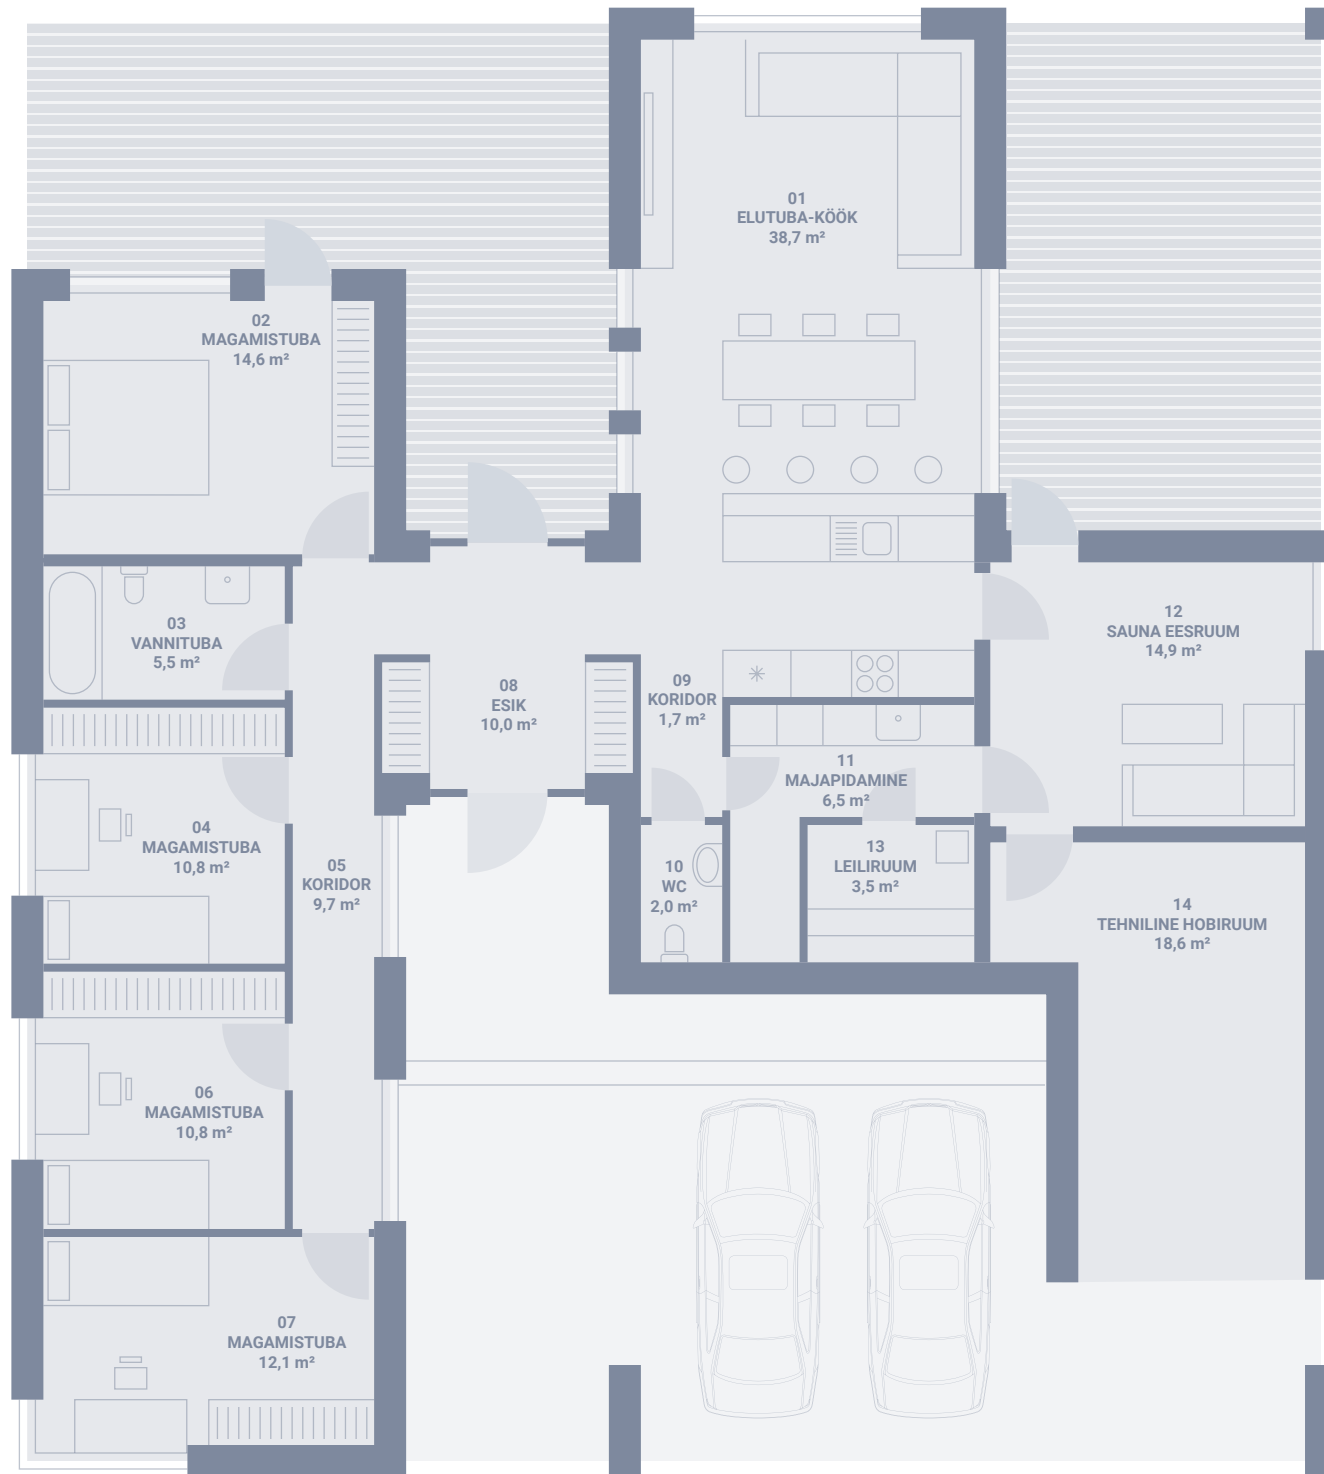 01
ELUTUBA-KÖÖK
38,7 m²
02
MAGAMISTUBA
14,6 m²
03
VANNITUBA
5,5 m²
12
SAUNA EESRUUM
14,9 m²
08
ESIK
10,0 m²
09
KORIDOR
1,7 m²
11
MAJAPIDAMINE
6,5 m²
04
MAGAMISTUBA
10,8 m²
05
KORIDOR
9,7 m²
10
WC
2,0 m²
13
LEILIRUUM
3,5 m²
14
TEHNILINE HOBIRUUM
18,6 m²
06
MAGAMISTUBA
10,8 m²
07
MAGAMISTUBA
12,1 m²